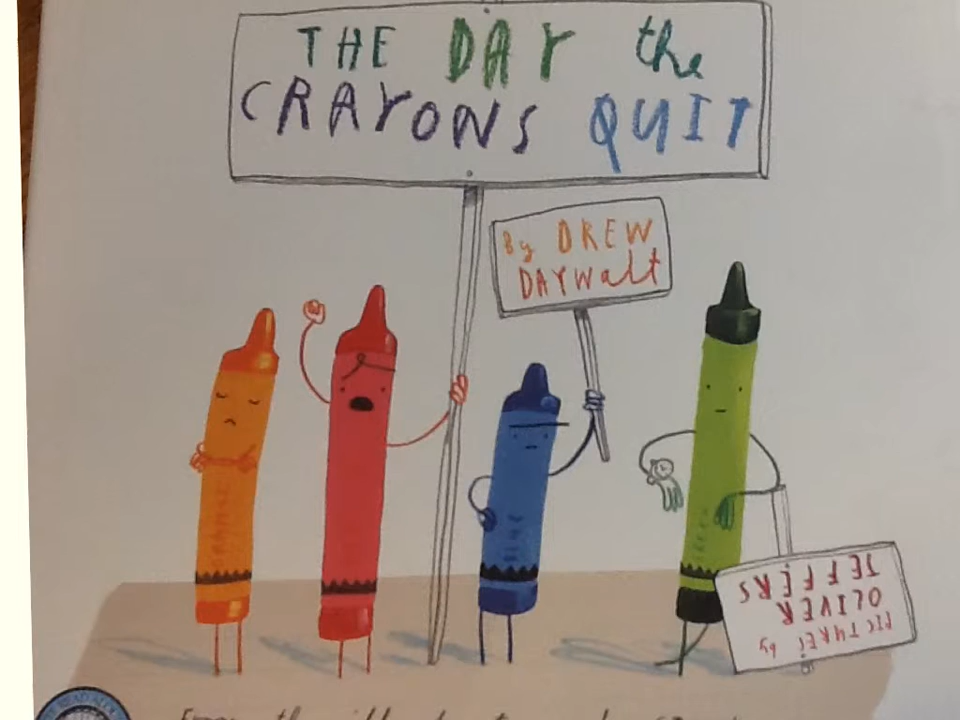 THE DAY the
CRAYONS QUIT
By DREW
DAYWalt
PICTURES by
OLIVER
JEFFERS